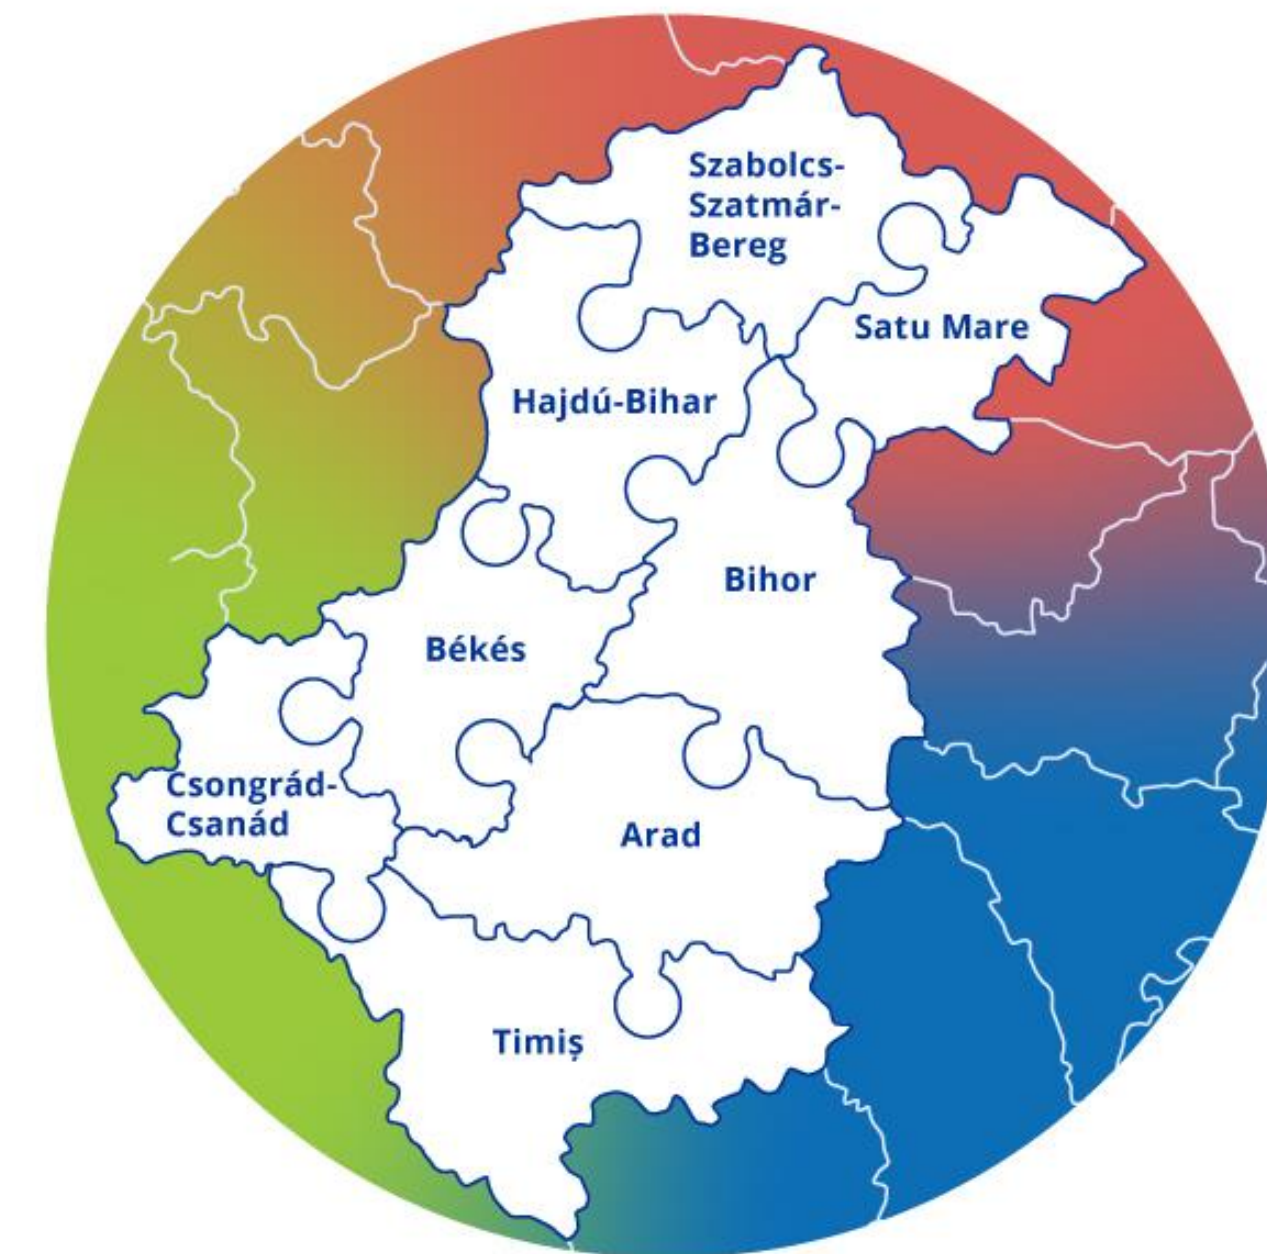 Szabolcs-
Szatmár-
Bereg
Satu Mare
Hajdú-Bihar
Bihor
Békés
Csongrád-
Csanád
Arad
Timiș